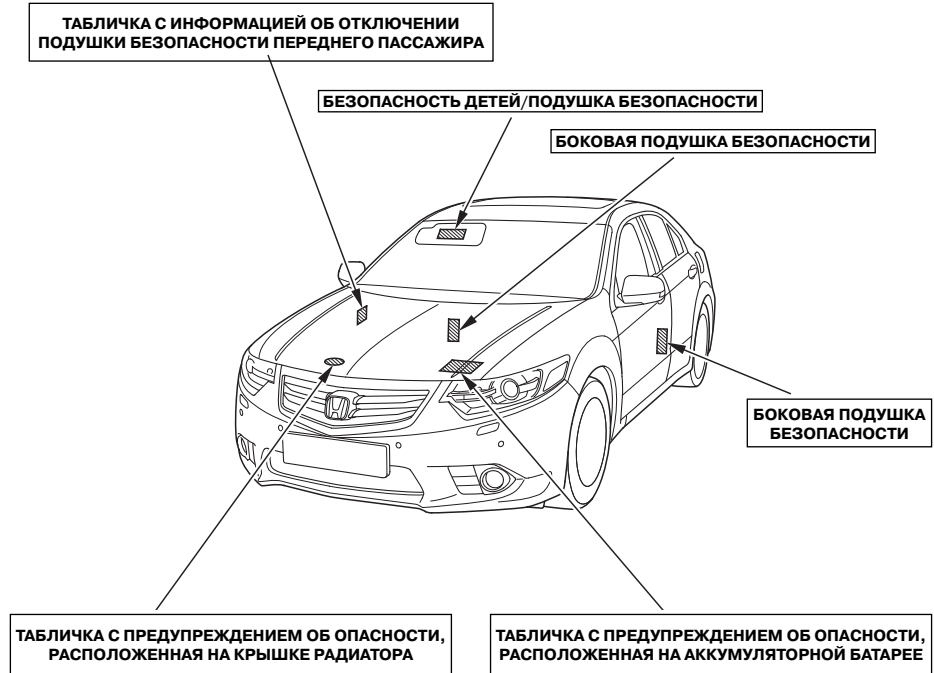 ТАБЛИЧКА С ИНФОРМАЦИЕЙ ОБ ОТКЛЮЧЕНИИ
ПОДУШКИ БЕЗОПАСНОСТИ ПЕРЕДНЕГО ПАССАЖИРА
БЕЗОПАСНОСТЬ ДЕТЕЙ/ПОДУШКА БЕЗОПАСНОСТИ
БОКОВАЯ ПОДУШКА БЕЗОПАСНОСТИ
БОКОВАЯ ПОДУШКА
БЕЗОПАСНОСТИ
ТАБЛИЧКА С ПРЕДУПРЕЖДЕНИЕМ ОБ ОПАСНОСТИ,
РАСПОЛОЖЕННАЯ НА КРЫШКЕ РАДИАТОРА
ТАБЛИЧКА С ПРЕДУПРЕЖДЕНИЕМ ОБ ОПАСНОСТИ,
РАСПОЛОЖЕННАЯ НА АККУМУЛЯТОРНОЙ БАТАРЕЕ